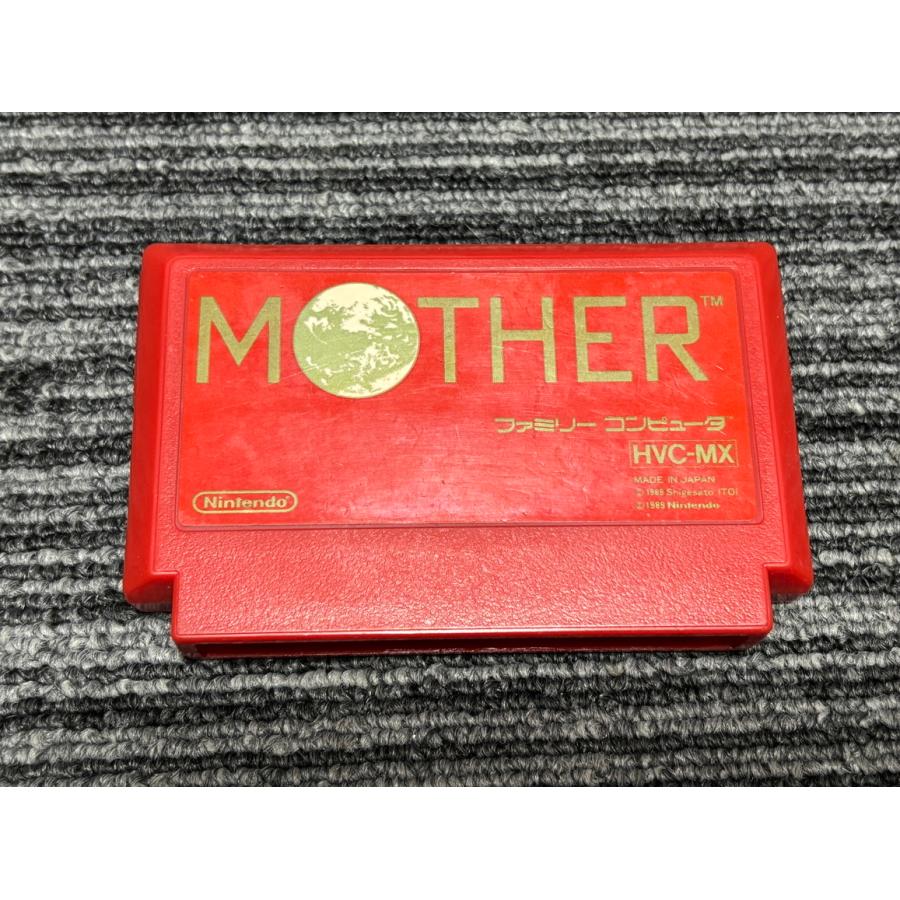 MOTHER™
ファミリー コンピュータ™
HVC-MX
MADE IN JAPAN
© 1989 Shigesato ITOI
© 1989 Nintendo
Nintendo®